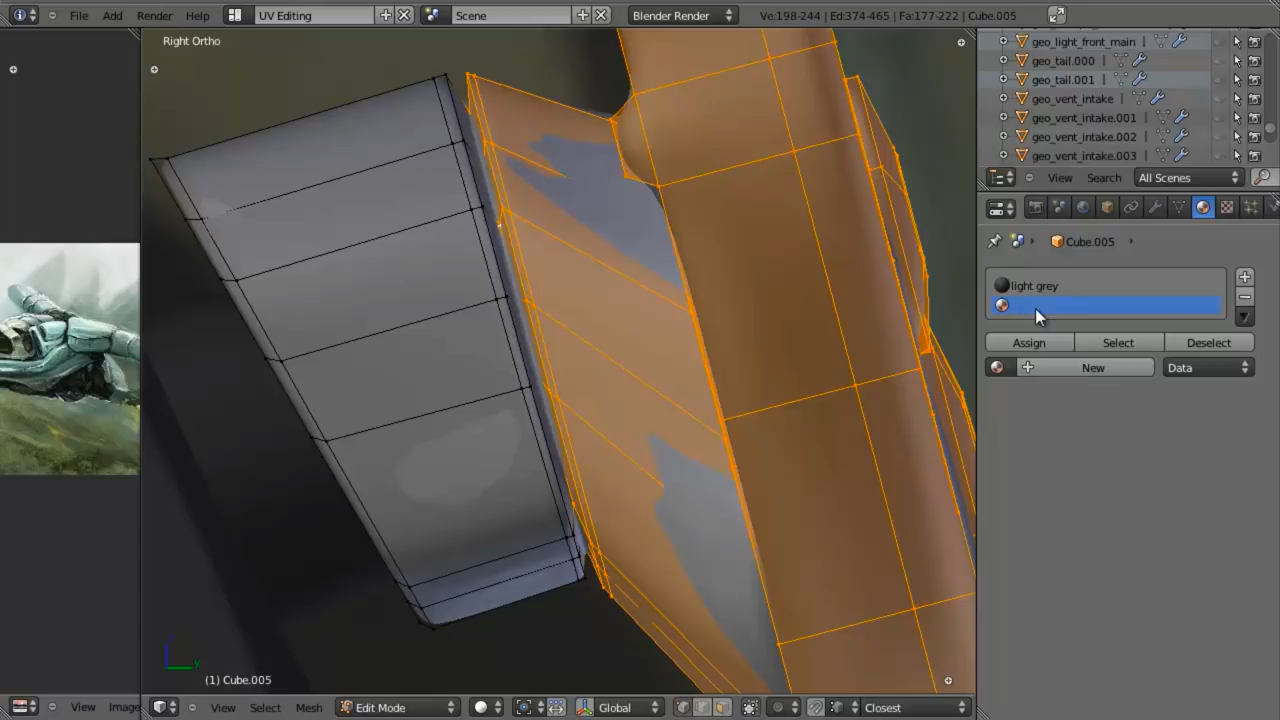 File Add Render Help UV Editing Scene Blender Render Ve:198-244 | Ed:374-465 | Fa:177-222 | Cube.005
Right Ortho
geo_light_front_main
geo_tail.000
geo_tail.001
geo_vent_intake
geo_vent_intake.001
geo_vent_intake.002
geo_vent_intake.003
View Search All Scenes
Cube.005
light grey
Assign Select Deselect
New Data
(1) Cube.005
View Image View Select Mesh Edit Mode Global Closest